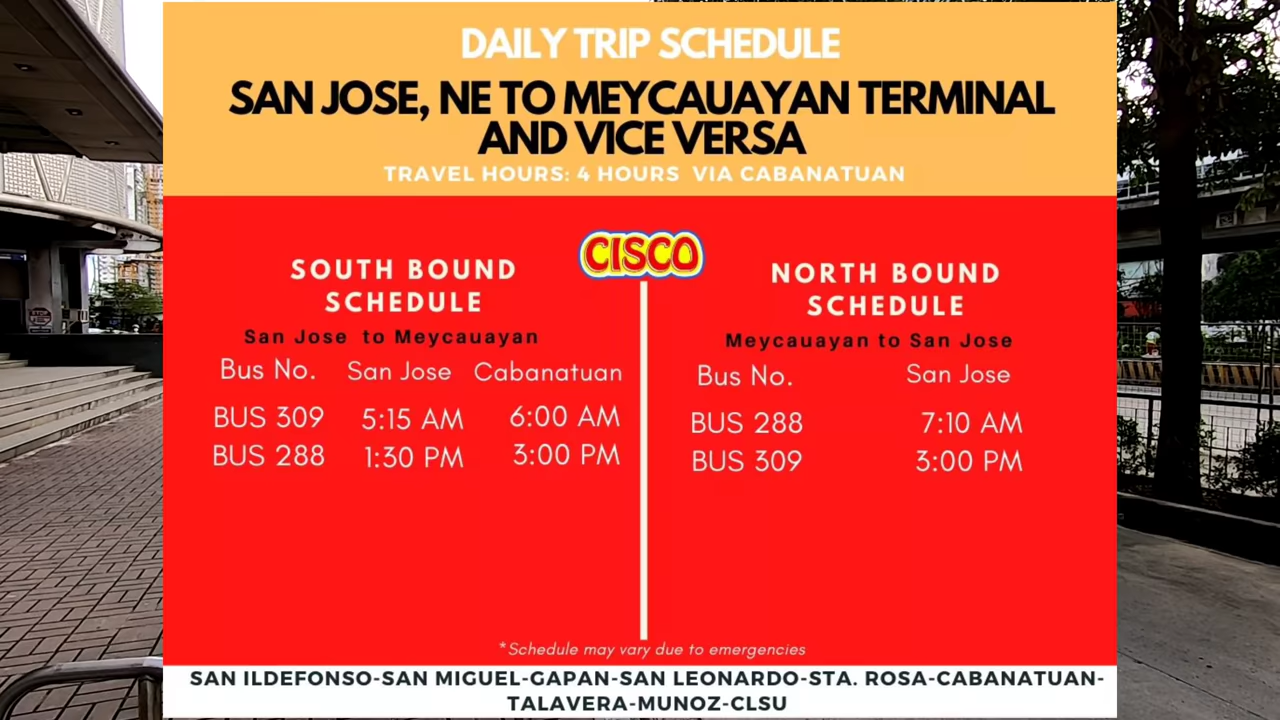 DAILY TRIP SCHEDULE
SAN JOSE, NE TO MEYCAUAYAN TERMINAL
AND VICE VERSA
TRAVEL HOURS: 4 HOURS VIA CABANATUAN
CISCO
SOUTH BOUND
SCHEDULE
San Jose to Meycauayan
Bus No. San Jose Cabanatuan
BUS 309 5:15 AM 6:00 AM
BUS 288 1:30 PM 3:00 PM
NORTH BOUND
SCHEDULE
Meycauayan to San Jose
Bus No. San Jose
BUS 288 7:10 AM
BUS 309 3:00 PM
*Schedule may vary due to emergencies
SAN ILDEFONSO-SAN MIGUEL-GAPAN-SAN LEONARDO-STA. ROSA-CABANATUAN-
TALAVERA-MUNOZ-CLSU